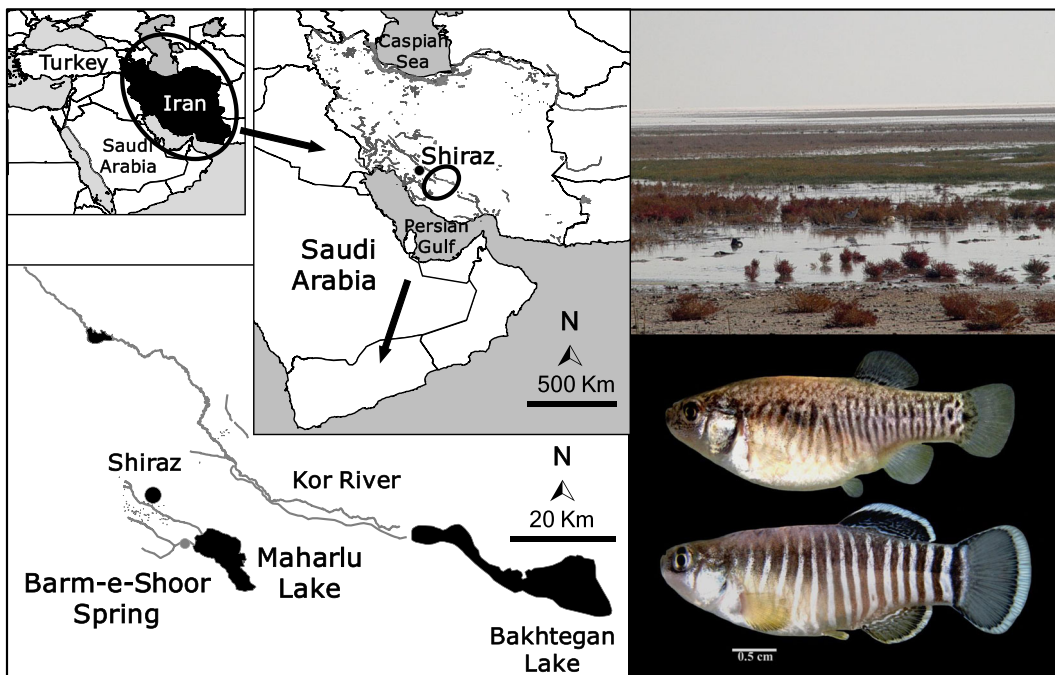 Turkey
Iran
Saudi
Arabia
Caspian
Sea
Shiraz
Persian
Gulf
Saudi
Arabia
N
500 Km
Shiraz
Kor River
N
20 Km
Barm-e-Shoor
Spring
Maharlu
Lake
Bakhtegan
Lake
0.5 cm